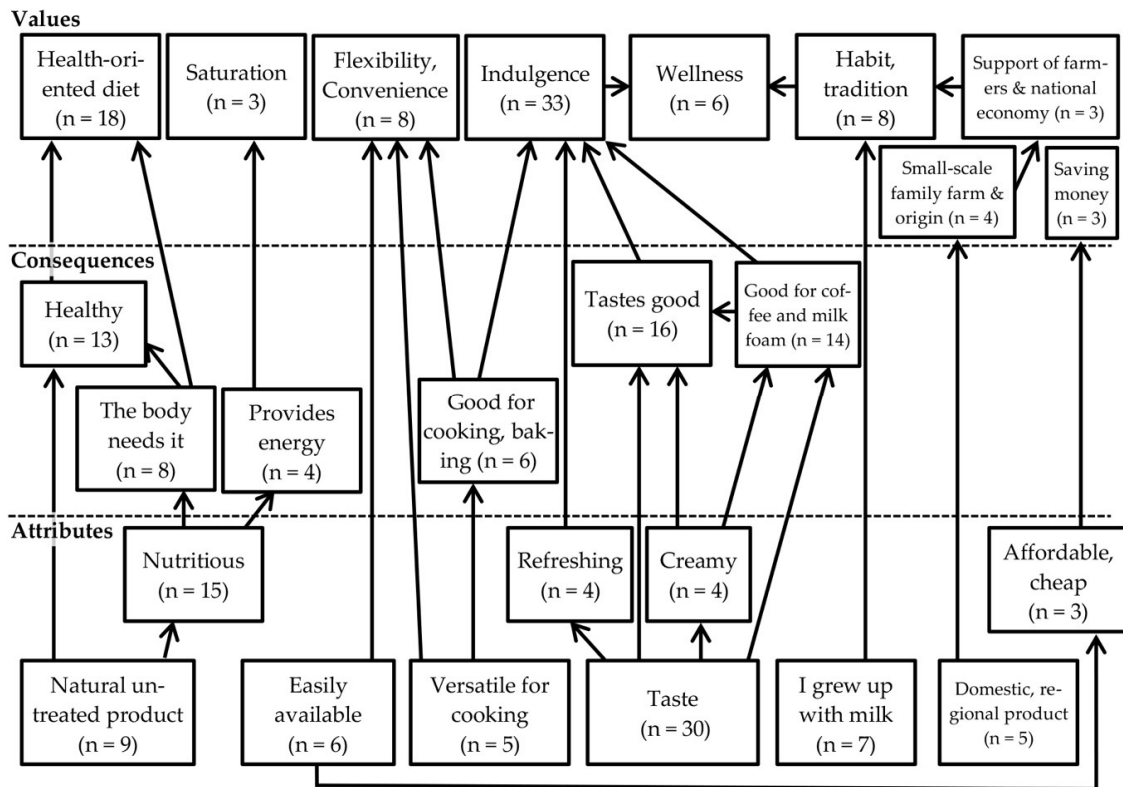 Values
Health-ori-
ented diet
(n = 18)
Saturation
(n = 3)
Flexibility,
Convenience
(n = 8)
Indulgence
(n = 33)
Wellness
(n = 6)
Habit,
tradition
(n = 8)
Support of farm-
ers & national
economy (n = 3)
Small-scale
family farm &
origin (n = 4)
Saving
money
(n = 3)
Consequences
Healthy
(n = 13)
Tastes good
(n = 16)
Good for cof-
fee and milk
foam (n = 14)
The body
needs it
(n = 8)
Provides
energy
(n = 4)
Good for
cooking, bak-
ing (n = 6)
Attributes
Nutritious
(n = 15)
Refreshing
(n = 4)
Creamy
(n = 4)
Affordable,
cheap
(n = 3)
Natural un-
treated product
(n = 9)
Easily
available
(n = 6)
Versatile for
cooking
(n = 5)
Taste
(n = 30)
I grew up
with milk
(n = 7)
Domestic, re-
gional product
(n = 5)